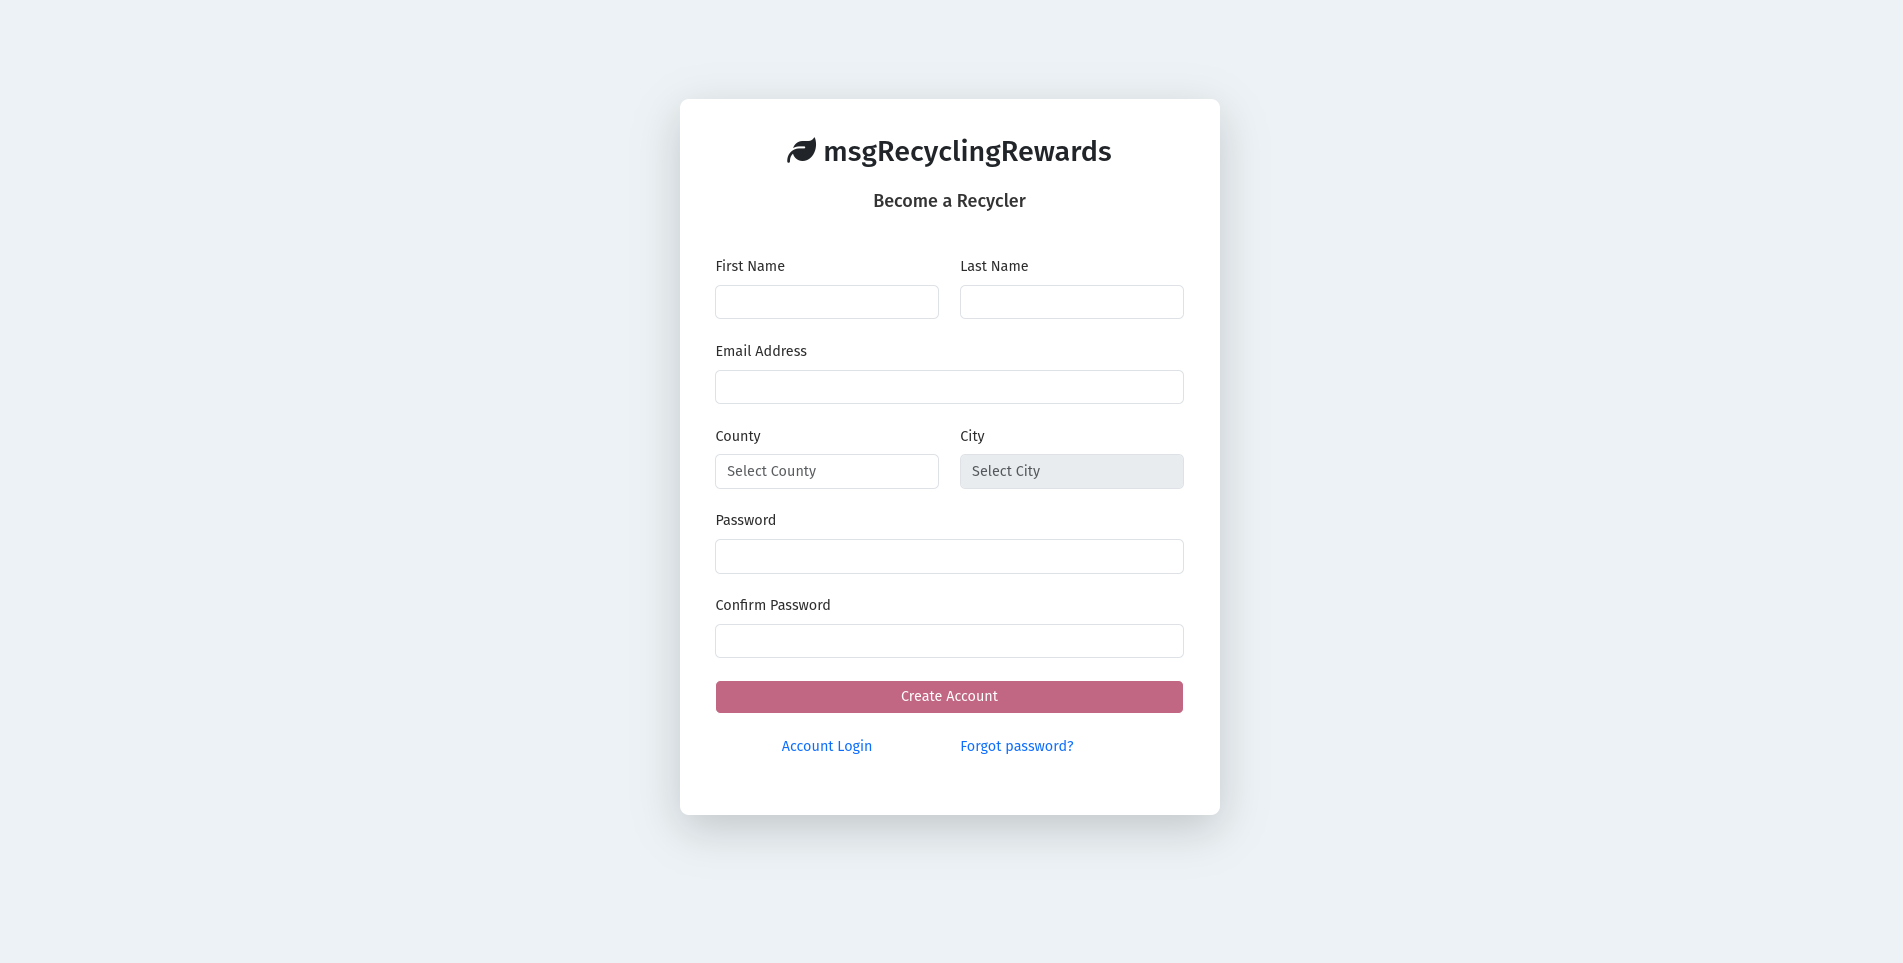 msgRecyclingRewards
Become a Recycler
First Name
Last Name
Email Address
County
City
Select County
Select City
Password
Confirm Password
Create Account
Account Login
Forgot password?